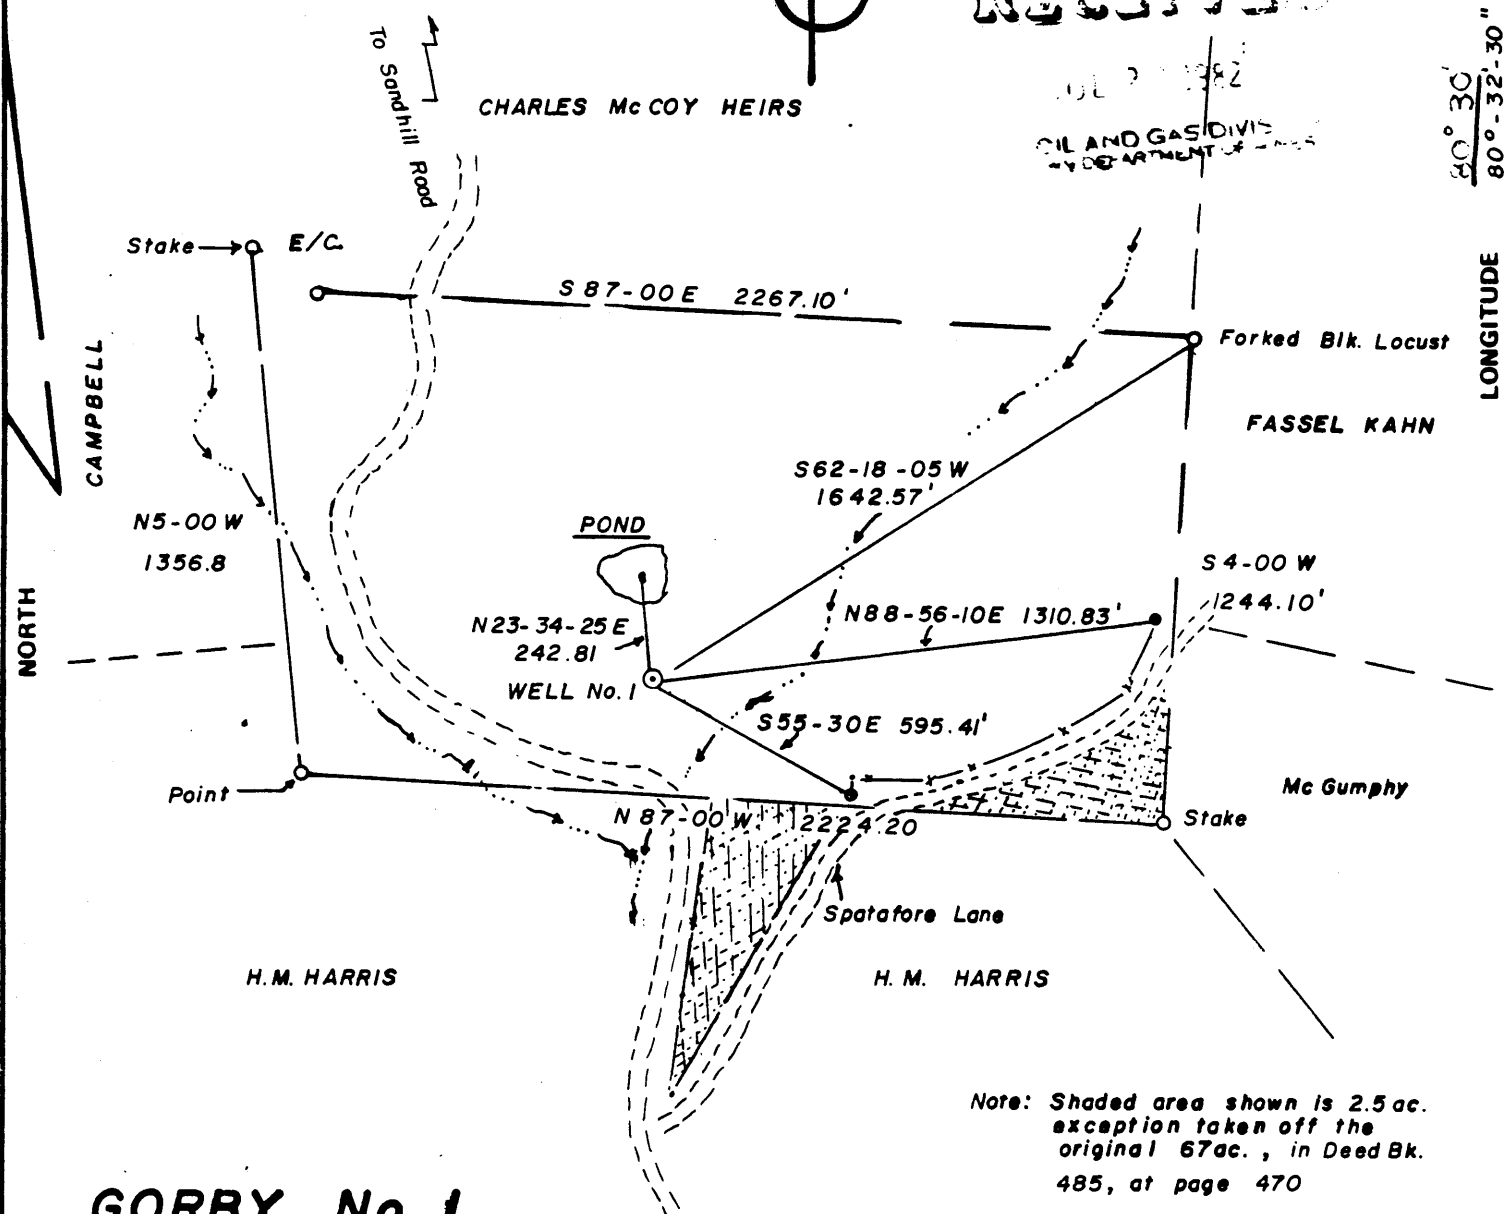 To Sandhill Road
CHARLES McCOY HEIRS
OIL AND GAS DIVIS
80° 30'
80°-32'-30"
LONGITUDE
Stake
E/C.
S 87-00 E 2267.10'
Forked Blk. Locust
CAMPBELL
FASSEL KAHN
S62-18-05 W
1642.57'
N5-00 W
1356.8
POND
S 4-00 W
1244.10'
NORTH
N23-34-25 E
242.81
N88-56-10E 1310.83'
WELL No. 1
S55-30E 595.41'
Point
Mc Gumphy
N 87-00 W 2224.20
Stake
Spatafore Lane
H.M. HARRIS
H. M. HARRIS
Note: Shaded area shown is 2.5 ac.
exception taken off the
original 67ac. , in Deed Bk.
485, at page 470
GORBY No. 1